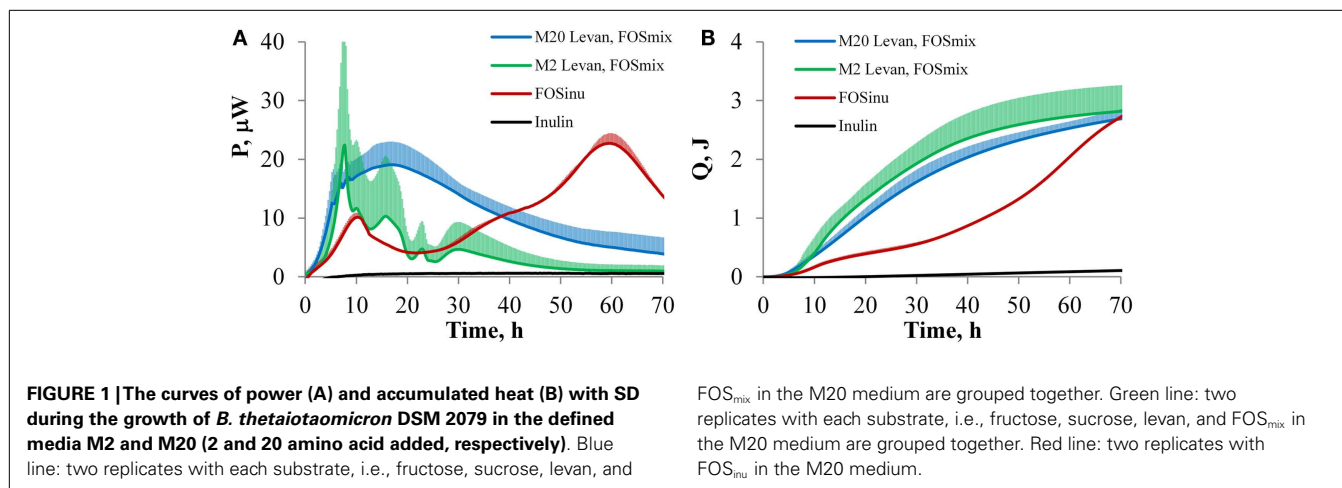 A
40
30
20
10
0
P, µW
0 10 20 30 40 50 60 70
Time, h
M20 Levan, FOSmix
M2 Levan, FOSmix
FOSinu
Inulin
B
4
3
2
1
0
Q, J
0 10 20 30 40 50 60 70
Time, h
M20 Levan, FOSmix
M2 Levan, FOSmix
FOSinu
Inulin
FIGURE 1 | The curves of power (A) and accumulated heat (B) with SD
during the growth of B. thetaiotaomicron DSM 2079 in the defined
media M2 and M20 (2 and 20 amino acid added, respectively). Blue
line: two replicates with each substrate, i.e., fructose, sucrose, levan, and
FOSmix in the M20 medium are grouped together. Green line: two
replicates with each substrate, i.e., fructose, sucrose, levan, and FOSmix in
the M20 medium are grouped together. Red line: two replicates with
FOSinu in the M20 medium.